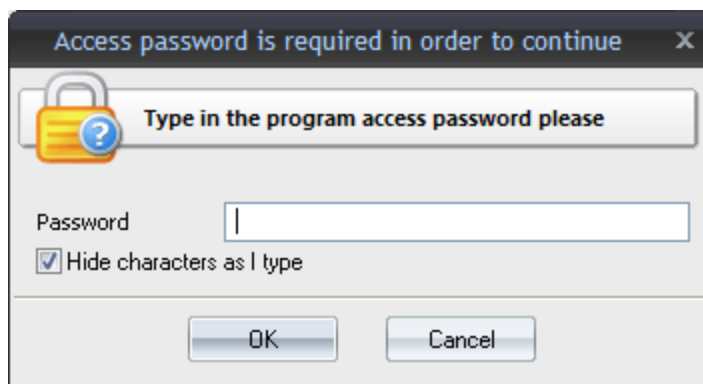 Access password is required in order to continue
Type in the program access password please
Password
Hide characters as I type
OK
Cancel